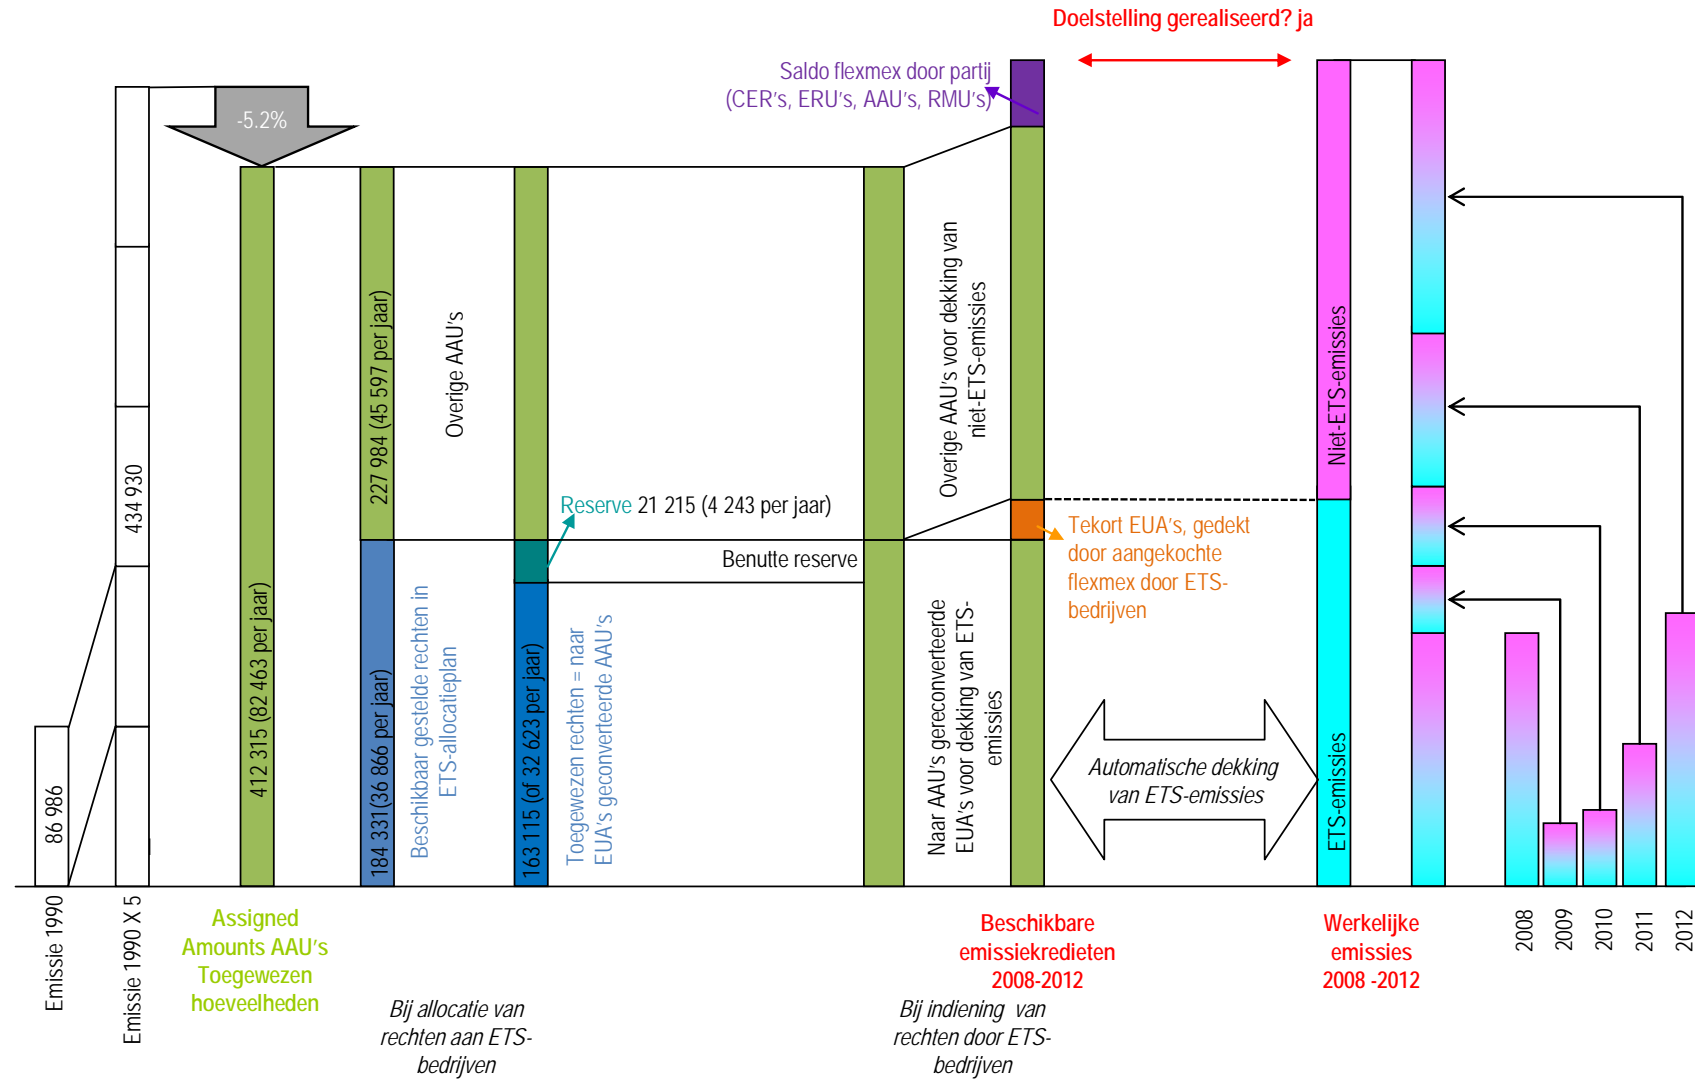 Doelstelling gerealiseerd? ja
Saldo flexmex door partij
(CER's, ERU's, AAU's, RMU's)
-5.2%
86 986
434 930
412 315 (82 463 per jaar)
227 984 (45 597 per jaar)
184 331 (36 866 per jaar)
Overige AAU's
Beschikbaar gestelde rechten in
ETS-allocatieplan
163 115 (of 32 623 per jaar)
Reserve 21 215 (4 243 per jaar)
Benutte reserve
Toegewezen rechten = naar
EUA's geconverteerde AAU's
Overige AAU's voor dekking van
niet-ETS-emissies
Naar AAU's gereconverteerde
EUA's voor dekking van ETS-
emissies
Tekort EUA's, gedekt
door aangekochte
flexmex door ETS-
bedrijven
Automatische dekking
van ETS-emissies
Niet-ETS-emissies
ETS-emissies
Emissie 1990
Emissie 1990 X 5
Assigned
Amounts AAU's
Toegewezen
hoeveelheden
Bij allocatie van
rechten aan ETS-
bedrijven
Beschikbare
emissiekredieten
2008-2012
Bij indiening van
rechten door ETS-
bedrijven
Werkelijke
emissies
2008 -2012
2008
2009
2010
2011
2012